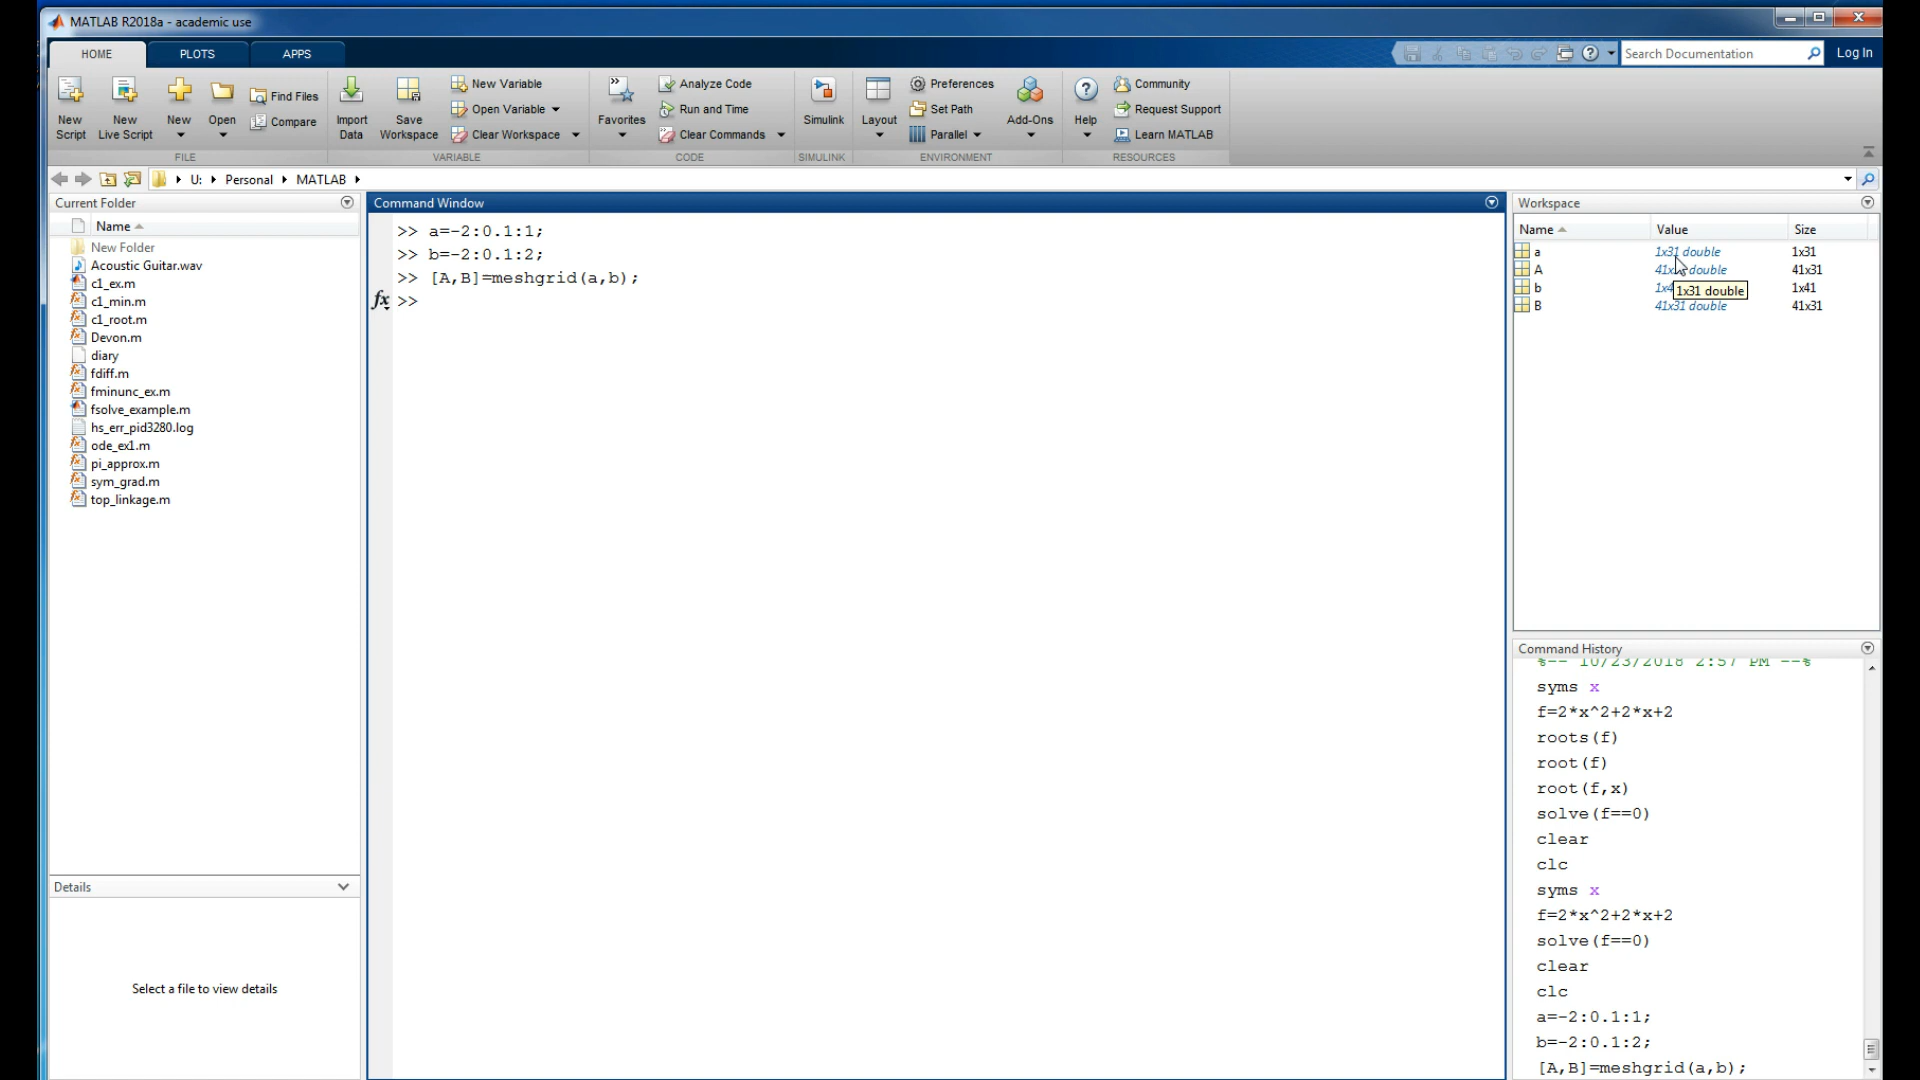 MATLAB R2018a - academic use
HOME PLOTS APPS
Search Documentation Log In
New Script
New Live Script
New
Open
Find Files
Compare
FILE
Import Data
Save Workspace
New Variable
Open Variable
Clear Workspace
VARIABLE
Favorites
Analyze Code
Run and Time
Clear Commands
CODE
Simulink
SIMULINK
Layout
Preferences
Set Path
Parallel
Add-Ons
ENVIRONMENT
Help
Community
Request Support
Learn MATLAB
RESOURCES
U: Personal MATLAB
Current Folder
Name
New Folder
Acoustic Guitar.wav
c1_ex.m
c1_min.m
c1_root.m
Devon.m
diary
fdiff.m
fminunc_ex.m
fsolve_example.m
hs_err_pid3280.log
ode_ex1.m
pi_approx.m
sym_grad.m
top_linkage.m
Details
Select a file to view details
Command Window
>> a=-2:0.1:1;
>> b=-2:0.1:2;
>> [A,B]=meshgrid(a,b);
fx >>
Workspace
Name Value Size
a 1x31 double 1x31
A double 41x31
b 1x41
1x31 double
B 41x31 double 41x31
Command History
%-- 10/23/2018 2:57 PM --%
syms x
f=2*x^2+2*x+2
roots(f)
root(f)
root(f,x)
solve(f==0)
clear
clc
syms x
f=2*x^2+2*x+2
solve(f==0)
clear
clc
a=-2:0.1:1;
b=-2:0.1:2;
[A,B]=meshgrid(a,b);